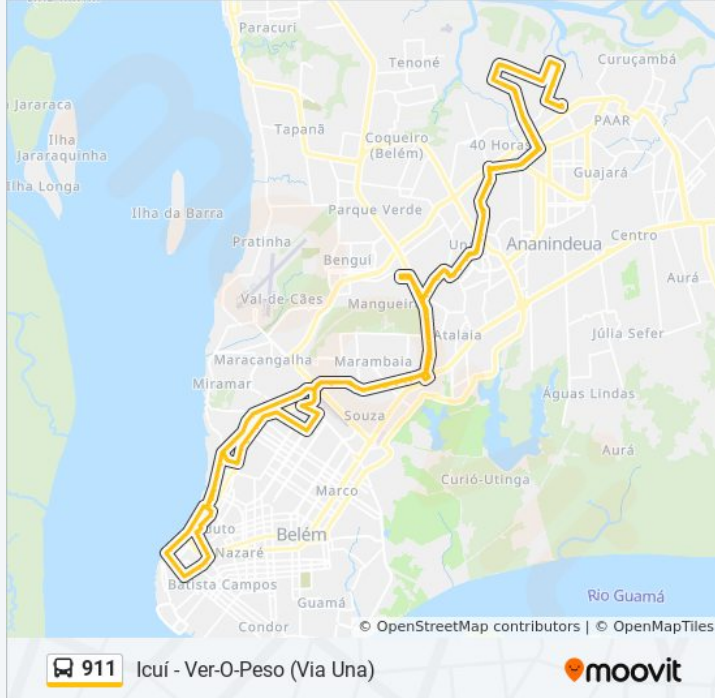 Paracuri
Curuçambá
Tenoné
Jararaca
PAAR
Tapanã
Coqueiro
(Belém)
40 Horas
Ilha
Jararaquinha
Guajará
Ilha Longa
Ilha da Barra
Parque Verde
Pratinha
Centro
Ananindeua
Benguí
Aurá
Val-de-Cães
Mangueir
Atalaia
Júlia Sefer
Maracangalha
Marambaia
Miramar
Águas Lindas
Souza
Aurá
Curió-Utinga
Marco
Belém
Nazaré
Batista Campos
Rio Guamá
Guamá
Condor
© OpenStreetMap contributors | © OpenMapTiles
911 Icuí - Ver-O-Peso (Via Una)
moovit